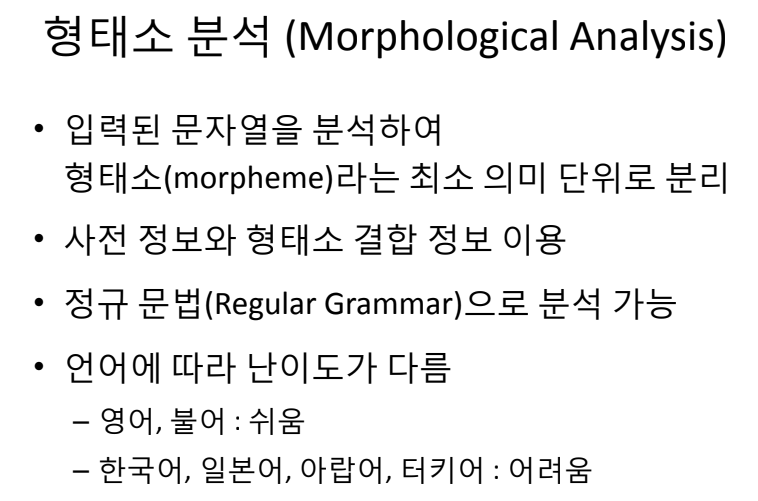 형태소 분석 (Morphological Analysis)
• 입력된 문자열을 분석하여
형태소(morpheme)라는 최소 의미 단위로 분리
• 사전 정보와 형태소 결합 정보 이용
• 정규 문법(Regular Grammar)으로 분석 가능
• 언어에 따라 난이도가 다름
– 영어, 불어 : 쉬움
– 한국어, 일본어, 아랍어, 터키어 : 어려움